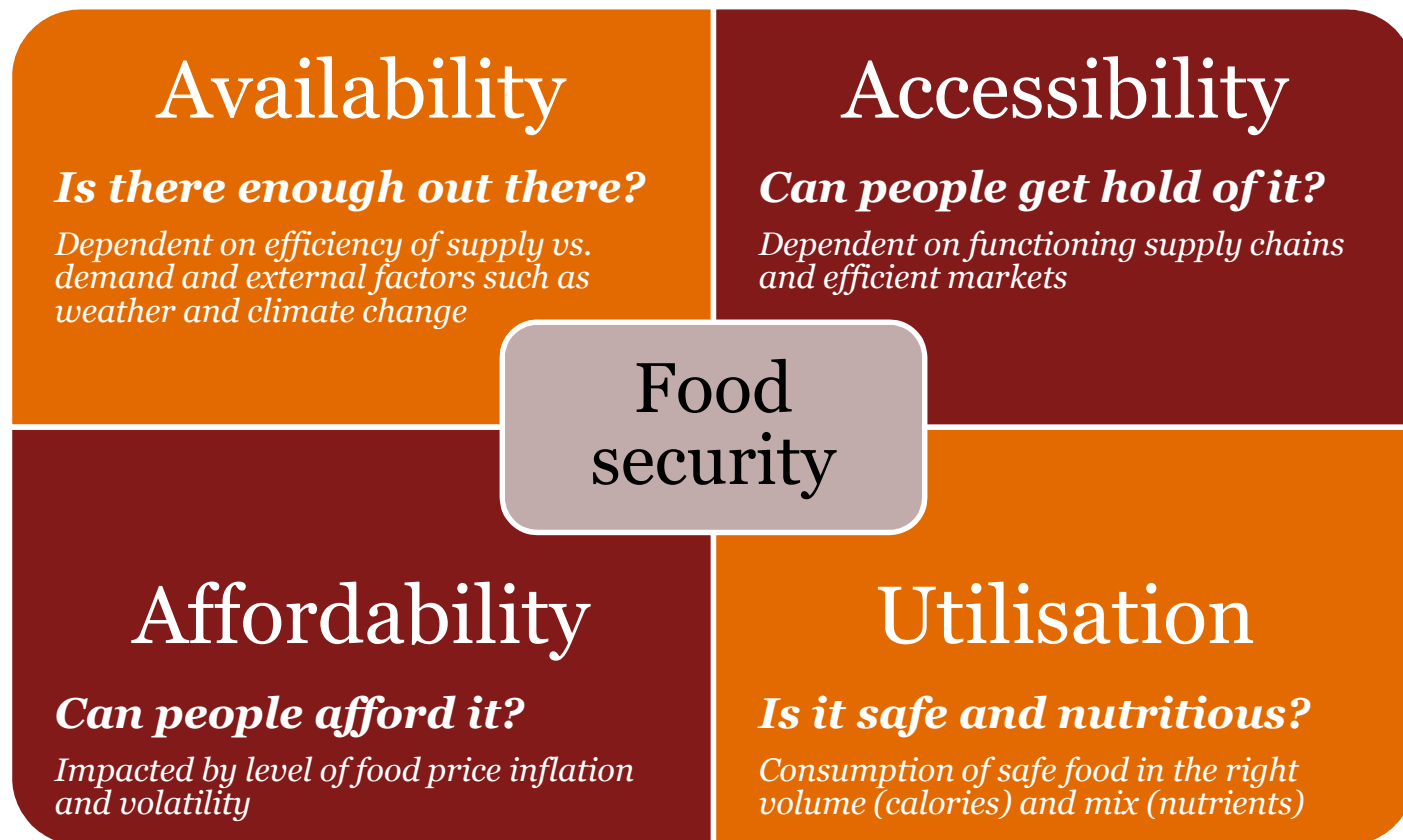 Availability
Is there enough out there?
Dependent on efficiency of supply vs.
demand and external factors such as
weather and climate change
Accessibility
Can people get hold of it?
Dependent on functioning supply chains
and efficient markets
Food
security
Affordability
Can people afford it?
Impacted by level of food price inflation
and volatility
Utilisation
Is it safe and nutritious?
Consumption of safe food in the right
volume (calories) and mix (nutrients)